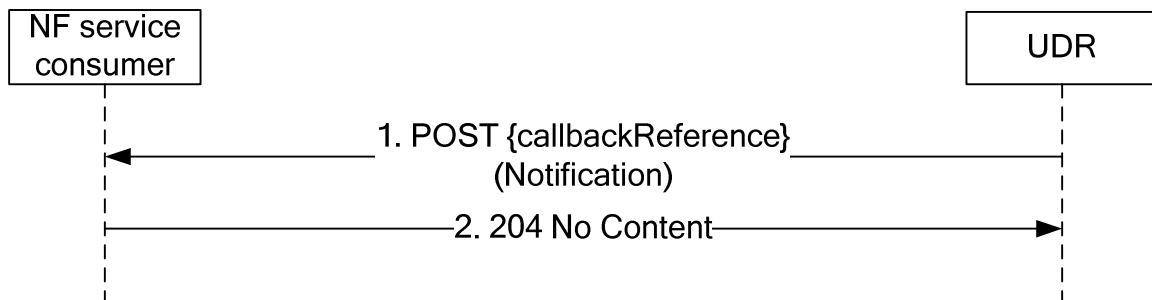 NF service
consumer
UDR
1. POST {callbackReference}
(Notification)
2. 204 No Content